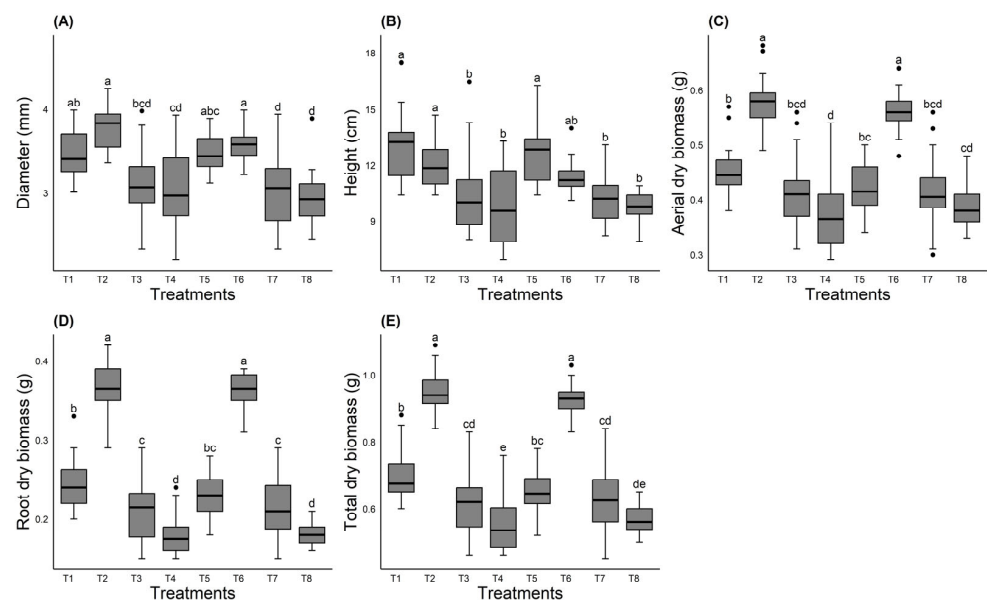 (A)
Diameter (mm)
4
3
ab
a
bcd
cd
abc
a
d
d
T1 T2 T3 T4 T5 T6 T7 T8
Treatments
(B)
Height (cm)
18
15
12
9
a
a
b
b
a
a
b
b
T1 T2 T3 T4 T5 T6 T7 T8
Treatments
(C)
Aerial dry biomass (g)
0.6
0.5
0.4
0.3
b
a
bcd
d
bc
a
bcd
cd
T1 T2 T3 T4 T5 T6 T7 T8
Treatments
(D)
Root dry biomass (g)
0.4
0.3
0.2
b
a
c
d
bc
a
c
d
T1 T2 T3 T4 T5 T6 T7 T8
Treatments
(E)
Total dry biomass (g)
1.0
0.8
0.6
b
a
cd
e
bc
a
cd
de
T1 T2 T3 T4 T5 T6 T7 T8
Treatments